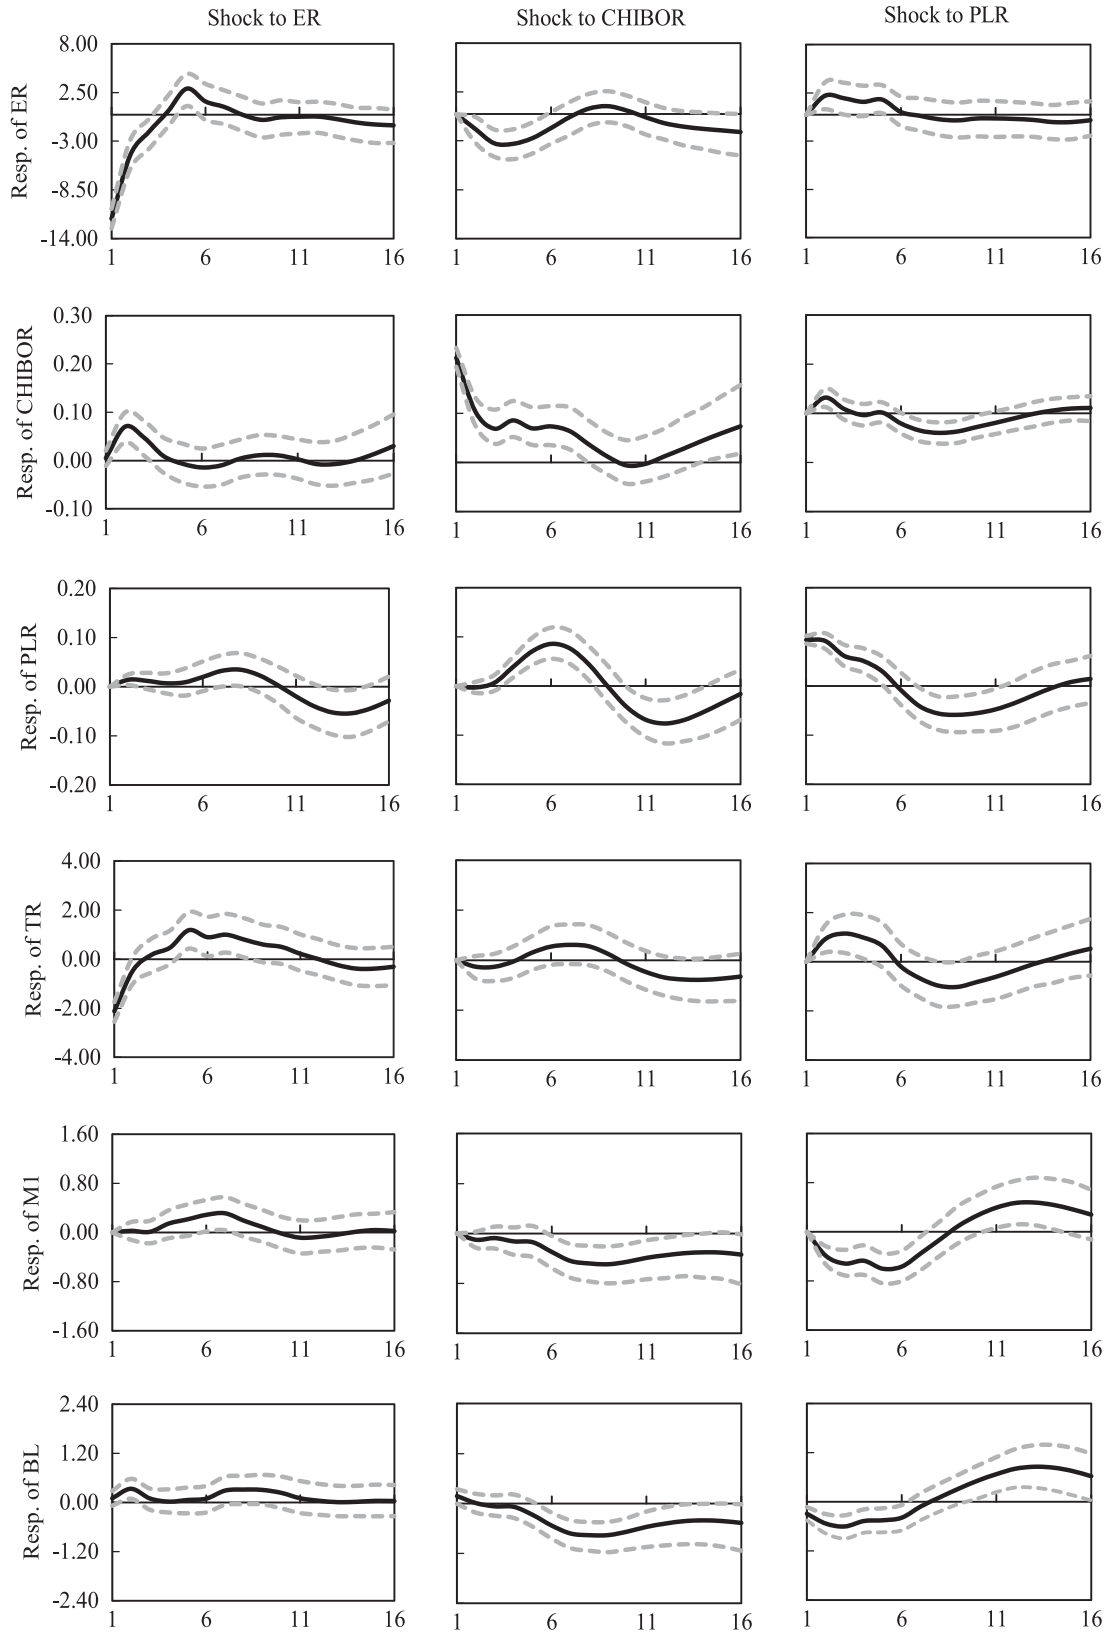 Shock to ER Shock to CHIBOR Shock to PLR
Resp. of ER
8.00
2.50
-3.00
-8.50
-14.00
1 6 11 16 1 6 11 16 1 6 11 16
Resp. of CHIBOR
0.30
0.20
0.10
0.00
-0.10
1 6 11 16 1 6 11 16 1 6 11 16
Resp. of PLR
0.20
0.10
0.00
-0.10
-0.20
1 6 11 16 1 6 11 16 1 6 11 16
Resp. of TR
4.00
2.00
0.00
-2.00
-4.00
1 6 11 16 1 6 11 16 1 6 11 16
Resp. of M1
1.60
0.80
0.00
-0.80
-1.60
1 6 11 16 1 6 11 16 1 6 11 16
Resp. of BL
2.40
1.20
0.00
-1.20
-2.40
1 6 11 16 1 6 11 16 1 6 11 16